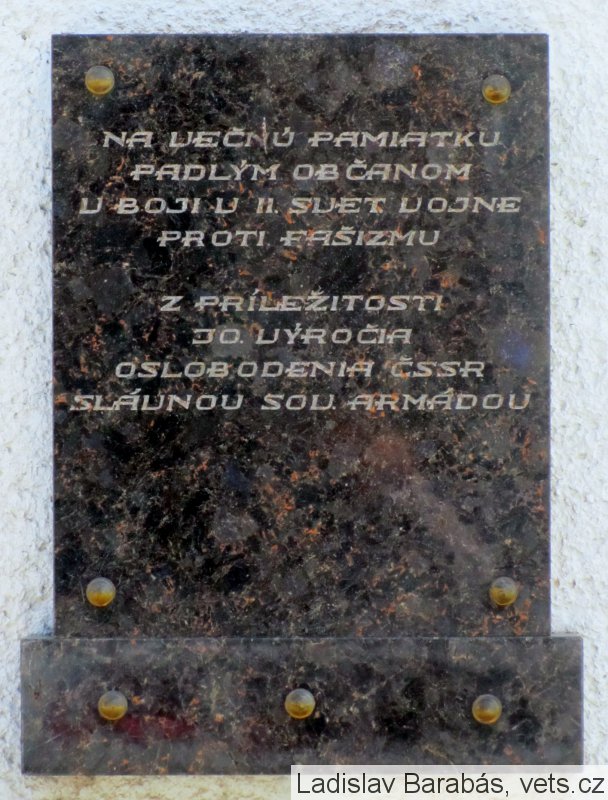 NA VEČNÚ PAMIATKU
PADLÝM OBČANOM
V BOJI V II. SVET. VOJNE
PROTI FAŠIZMU
Z PRÍLEŽITOSTI
30. VÝROČIA
OSLOBODENIA ČSSR
SLÁVNOU SOV. ARMÁDOU
Ladislav Barabás, vets.cz